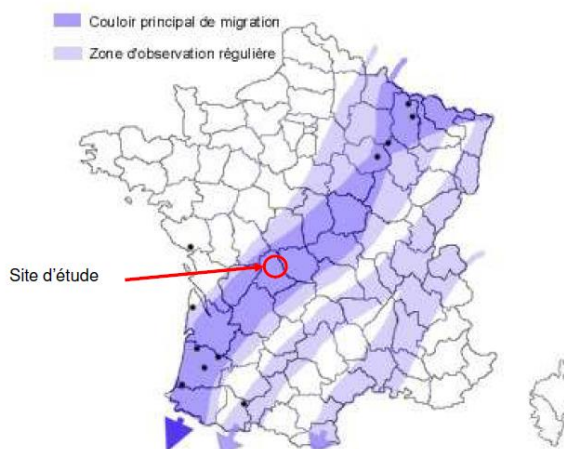 Couloir principal de migration
Zone d'observation régulière
Site d'étude